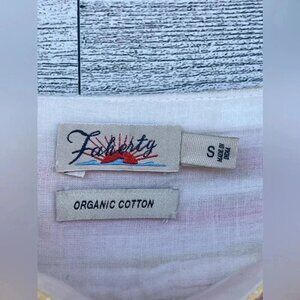 Faherty
S
MADE IN
INDIA
ORGANIC COTTON